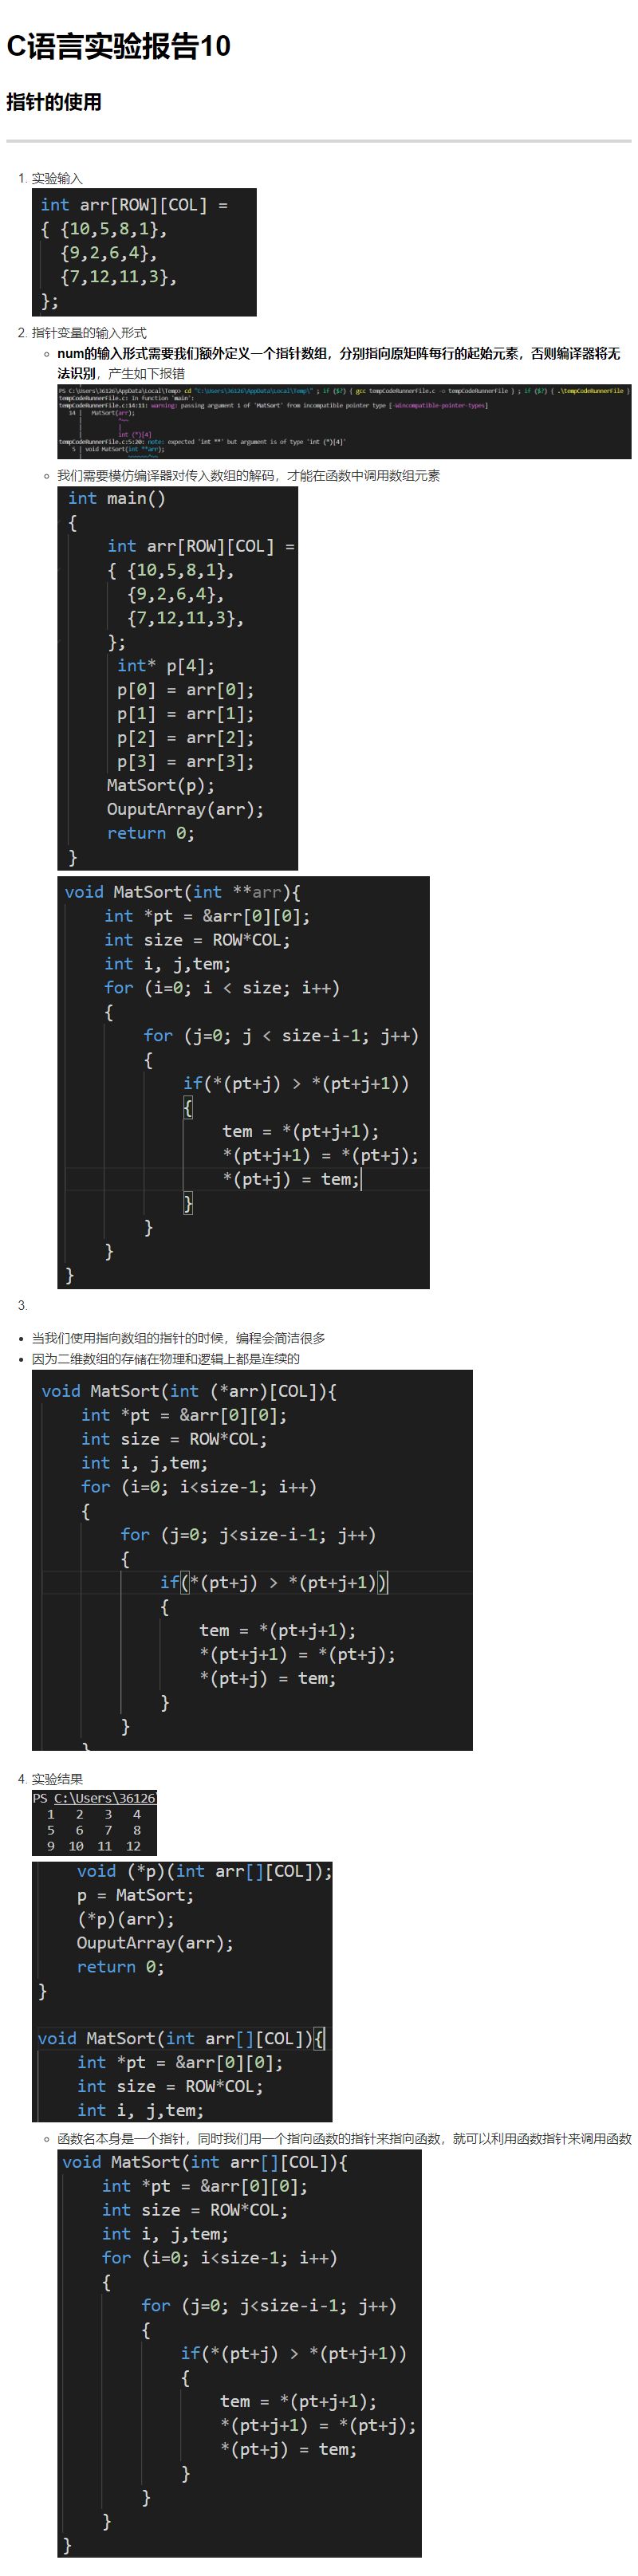 C语言实验报告10
指针的使用
1. 实验输入
int arr[ROW][COL] =
{ {10,5,8,1},
{9,2,6,4},
{7,12,11,3},
};
2. 指针变量的输入形式
num的输入形式需要我们额外定义一个指针数组，分别指向原矩阵每行的起始元素，否则编译器将无
法识别，产生如下报错
PS C:\Users\36126\AppData\Local\Temp> cd "C:\Users\36126\AppData\Local\Temp\" ; if ($?) { gcc tempCodeRunnerFile.c -o tempCodeRunnerFile } ; if ($?) { .\tempCodeRunnerFile }
tempCodeRunnerFile.c: In function 'main':
tempCodeRunnerFile.c:14:11: warning: passing argument 1 of 'MatSort' from incompatible pointer type [-Wincompatible-pointer-types]
14 | MatSort(arr);
| ^~~
| |
| int (*)[4]
tempCodeRunnerFile.c:5:20: note: expected 'int **' but argument is of type 'int (*)[4]'
5 | void MatSort(int **arr);
我们需要模仿编译器对传入数组的解码，才能在函数中调用数组元素
int main()
{
int arr[ROW][COL] =
{ {10,5,8,1},
{9,2,6,4},
{7,12,11,3},
};
int* p[4];
p[0] = arr[0];
p[1] = arr[1];
p[2] = arr[2];
p[3] = arr[3];
MatSort(p);
OuputArray(arr);
return 0;
}
void MatSort(int **arr){
int *pt = &arr[0][0];
int size = ROW*COL;
int i, j,tem;
for (i=0; i < size; i++)
{
for (j=0; j < size-i-1; j++)
{
if(*(pt+j) > *(pt+j+1))
{
tem = *(pt+j+1);
*(pt+j+1) = *(pt+j);
*(pt+j) = tem;
}
}
}
}
3.
当我们使用指向数组的指针的时候，编程会简洁很多
因为二维数组的存储在物理和逻辑上都是连续的
void MatSort(int (*arr)[COL]){
int *pt = &arr[0][0];
int size = ROW*COL;
int i, j,tem;
for (i=0; i<size-1; i++)
{
for (j=0; j<size-i-1; j++)
{
if(*(pt+j) > *(pt+j+1))
{
tem = *(pt+j+1);
*(pt+j+1) = *(pt+j);
*(pt+j) = tem;
}
}
}
4. 实验结果
PS C:\Users\36126
1 2 3 4
5 6 7 8
9 10 11 12
void (*p)(int arr[][COL]);
p = MatSort;
(*p)(arr);
OuputArray(arr);
return 0;
}
void MatSort(int arr[][COL]){
int *pt = &arr[0][0];
int size = ROW*COL;
int i, j,tem;
函数名本身是一个指针，同时我们用一个指向函数的指针来指向函数，就可以利用函数指针来调用函数
void MatSort(int arr[][COL]){
int *pt = &arr[0][0];
int size = ROW*COL;
int i, j,tem;
for (i=0; i<size-1; i++)
{
for (j=0; j<size-i-1; j++)
{
if(*(pt+j) > *(pt+j+1))
{
tem = *(pt+j+1);
*(pt+j+1) = *(pt+j);
*(pt+j) = tem;
}
}
}
}